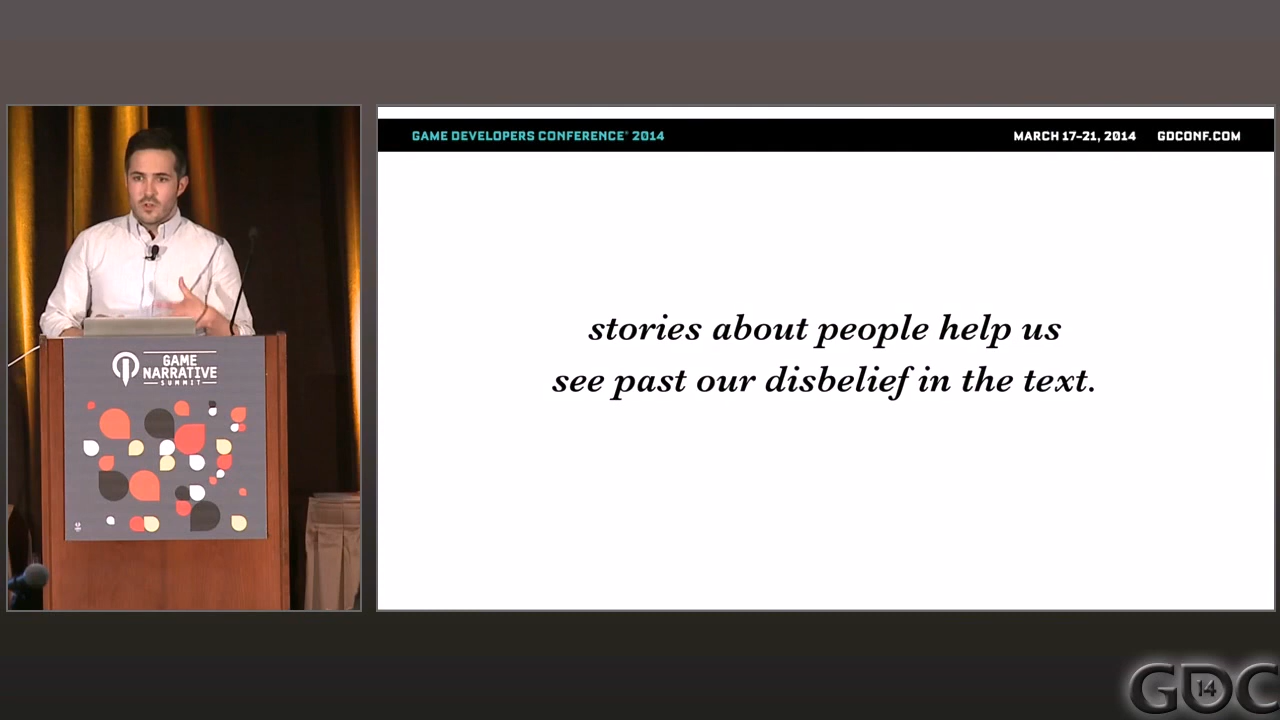 GAME DEVELOPERS CONFERENCE® 2014
MARCH 17–21, 2014 GDCONF.COM
stories about people help us
see past our disbelief in the text.
GAME
NARRATIVE
SUMMIT
GDC
14